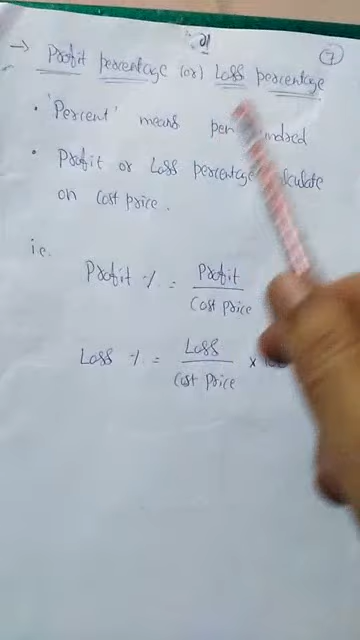 7
→ Profit percentage (or) Loss percentage
• 'Percent' means per
• Profit or Loss percentage
on Cost price.
i.e.
Profit % = Profit / Cost price
Loss % = Loss / Cost price ×